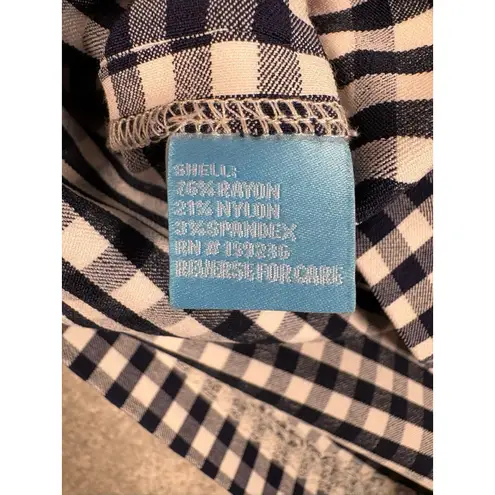 SHELL:
76% RAYON
21% NYLON
3% SPANDEX
RN # 139236
REVERSE FOR CARE